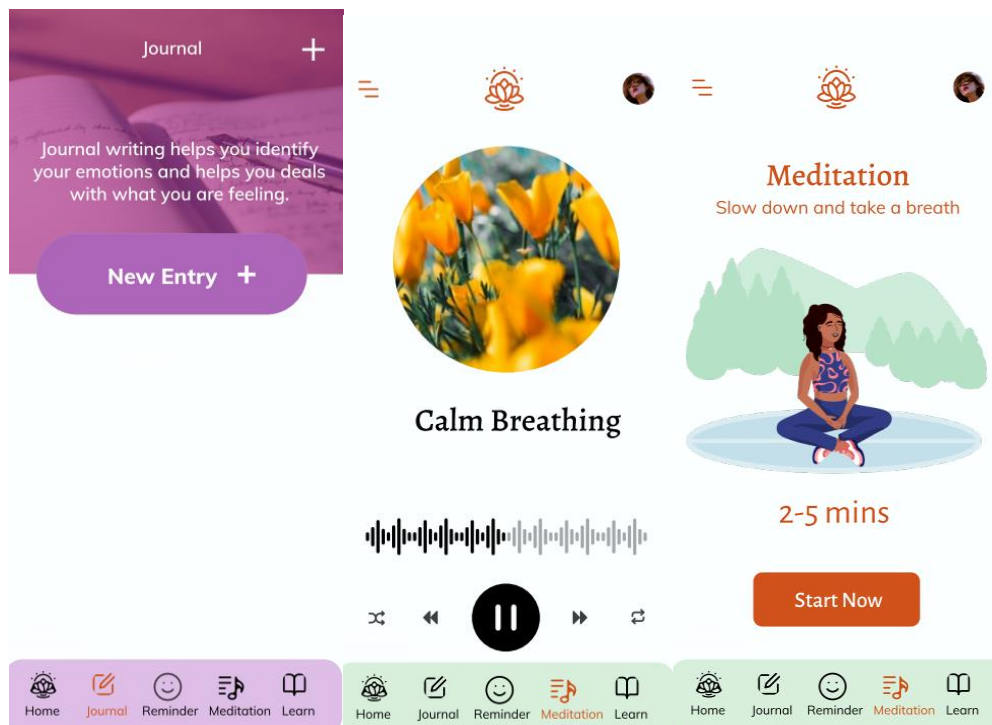 Journal
Journal writing helps you identify
your emotions and helps you deals
with what you are feeling.
New Entry +
Home Journal Reminder Meditation Learn
Calm Breathing
Home Journal Reminder Meditation Learn
Meditation
Slow down and take a breath
2-5 mins
Start Now
Home Journal Reminder Meditation Learn